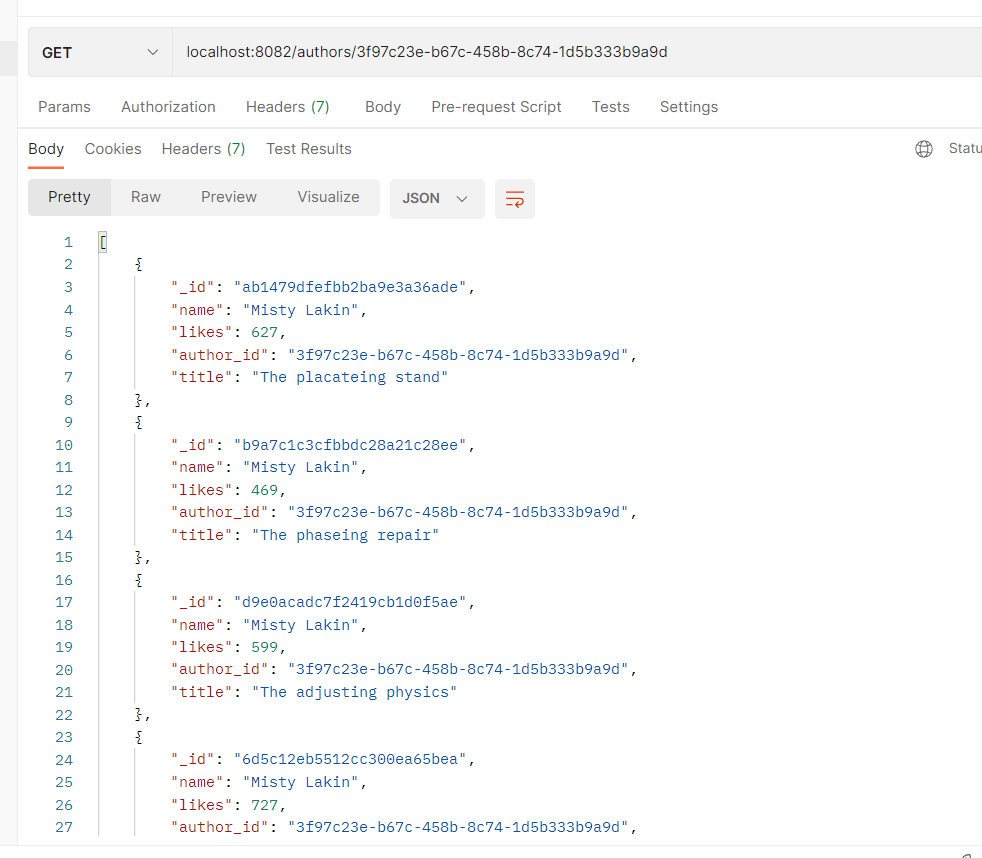 GET localhost:8082/authors/3f97c23e-b67c-458b-8c74-1d5b333b9a9d
Params Authorization Headers (7) Body Pre-request Script Tests Settings
Body Cookies Headers (7) Test Results Statu
Pretty Raw Preview Visualize JSON
1 [
2 {
3 "_id": "ab1479dfefbb2ba9e3a36ade",
4 "name": "Misty Lakin",
5 "likes": 627,
6 "author_id": "3f97c23e-b67c-458b-8c74-1d5b333b9a9d",
7 "title": "The placateing stand"
8 },
9 {
10 "_id": "b9a7c1c3cfbbdc28a21c28ee",
11 "name": "Misty Lakin",
12 "likes": 469,
13 "author_id": "3f97c23e-b67c-458b-8c74-1d5b333b9a9d",
14 "title": "The phaseing repair"
15 },
16 {
17 "_id": "d9e0acadc7f2419cb1d0f5ae",
18 "name": "Misty Lakin",
19 "likes": 599,
20 "author_id": "3f97c23e-b67c-458b-8c74-1d5b333b9a9d",
21 "title": "The adjusting physics"
22 },
23 {
24 "_id": "6d5c12eb5512cc300ea65bea",
25 "name": "Misty Lakin",
26 "likes": 727,
27 "author_id": "3f97c23e-b67c-458b-8c74-1d5b333b9a9d",